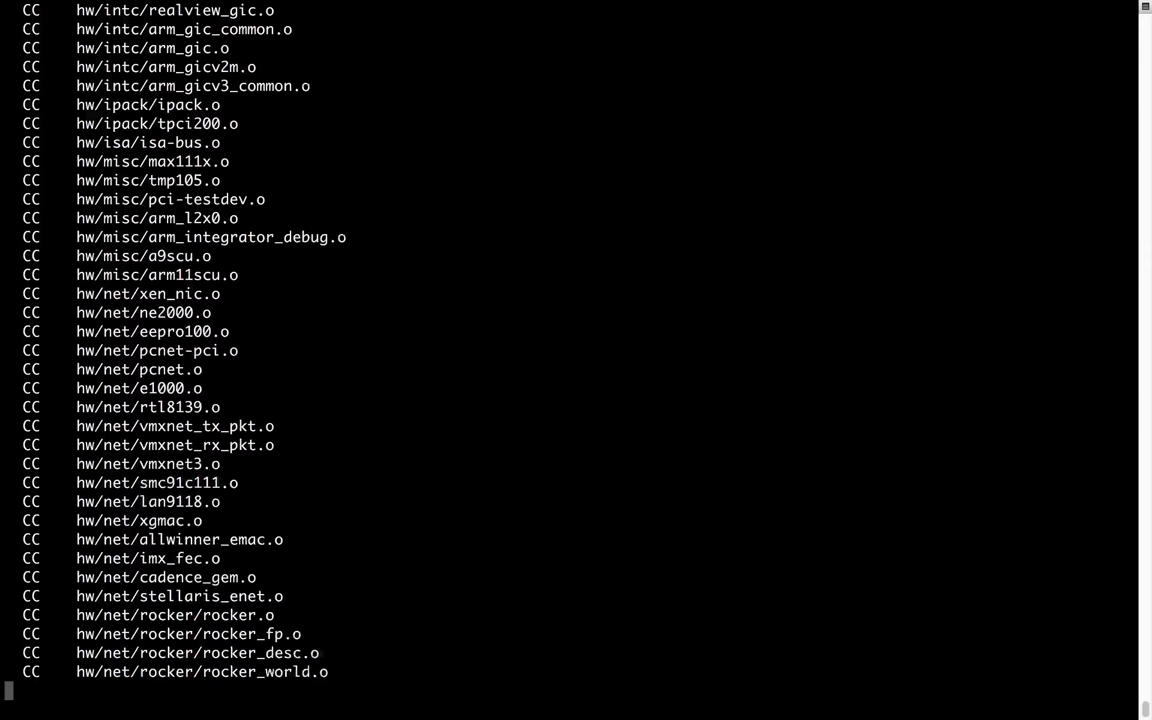 CC hw/intc/realview_gic.o
CC hw/intc/arm_gic_common.o
CC hw/intc/arm_gic.o
CC hw/intc/arm_gicv2m.o
CC hw/intc/arm_gicv3_common.o
CC hw/ipack/ipack.o
CC hw/ipack/tpci200.o
CC hw/isa/isa-bus.o
CC hw/misc/max111x.o
CC hw/misc/tmp105.o
CC hw/misc/pci-testdev.o
CC hw/misc/arm_l2x0.o
CC hw/misc/arm_integrator_debug.o
CC hw/misc/a9scu.o
CC hw/misc/arm11scu.o
CC hw/net/xen_nic.o
CC hw/net/ne2000.o
CC hw/net/eepro100.o
CC hw/net/pcnet-pci.o
CC hw/net/pcnet.o
CC hw/net/e1000.o
CC hw/net/rtl8139.o
CC hw/net/vmxnet_tx_pkt.o
CC hw/net/vmxnet_rx_pkt.o
CC hw/net/vmxnet3.o
CC hw/net/smc91c111.o
CC hw/net/lan9118.o
CC hw/net/xgmac.o
CC hw/net/allwinner_emac.o
CC hw/net/imx_fec.o
CC hw/net/cadence_gem.o
CC hw/net/stellaris_enet.o
CC hw/net/rocker/rocker.o
CC hw/net/rocker/rocker_fp.o
CC hw/net/rocker/rocker_desc.o
CC hw/net/rocker/rocker_world.o